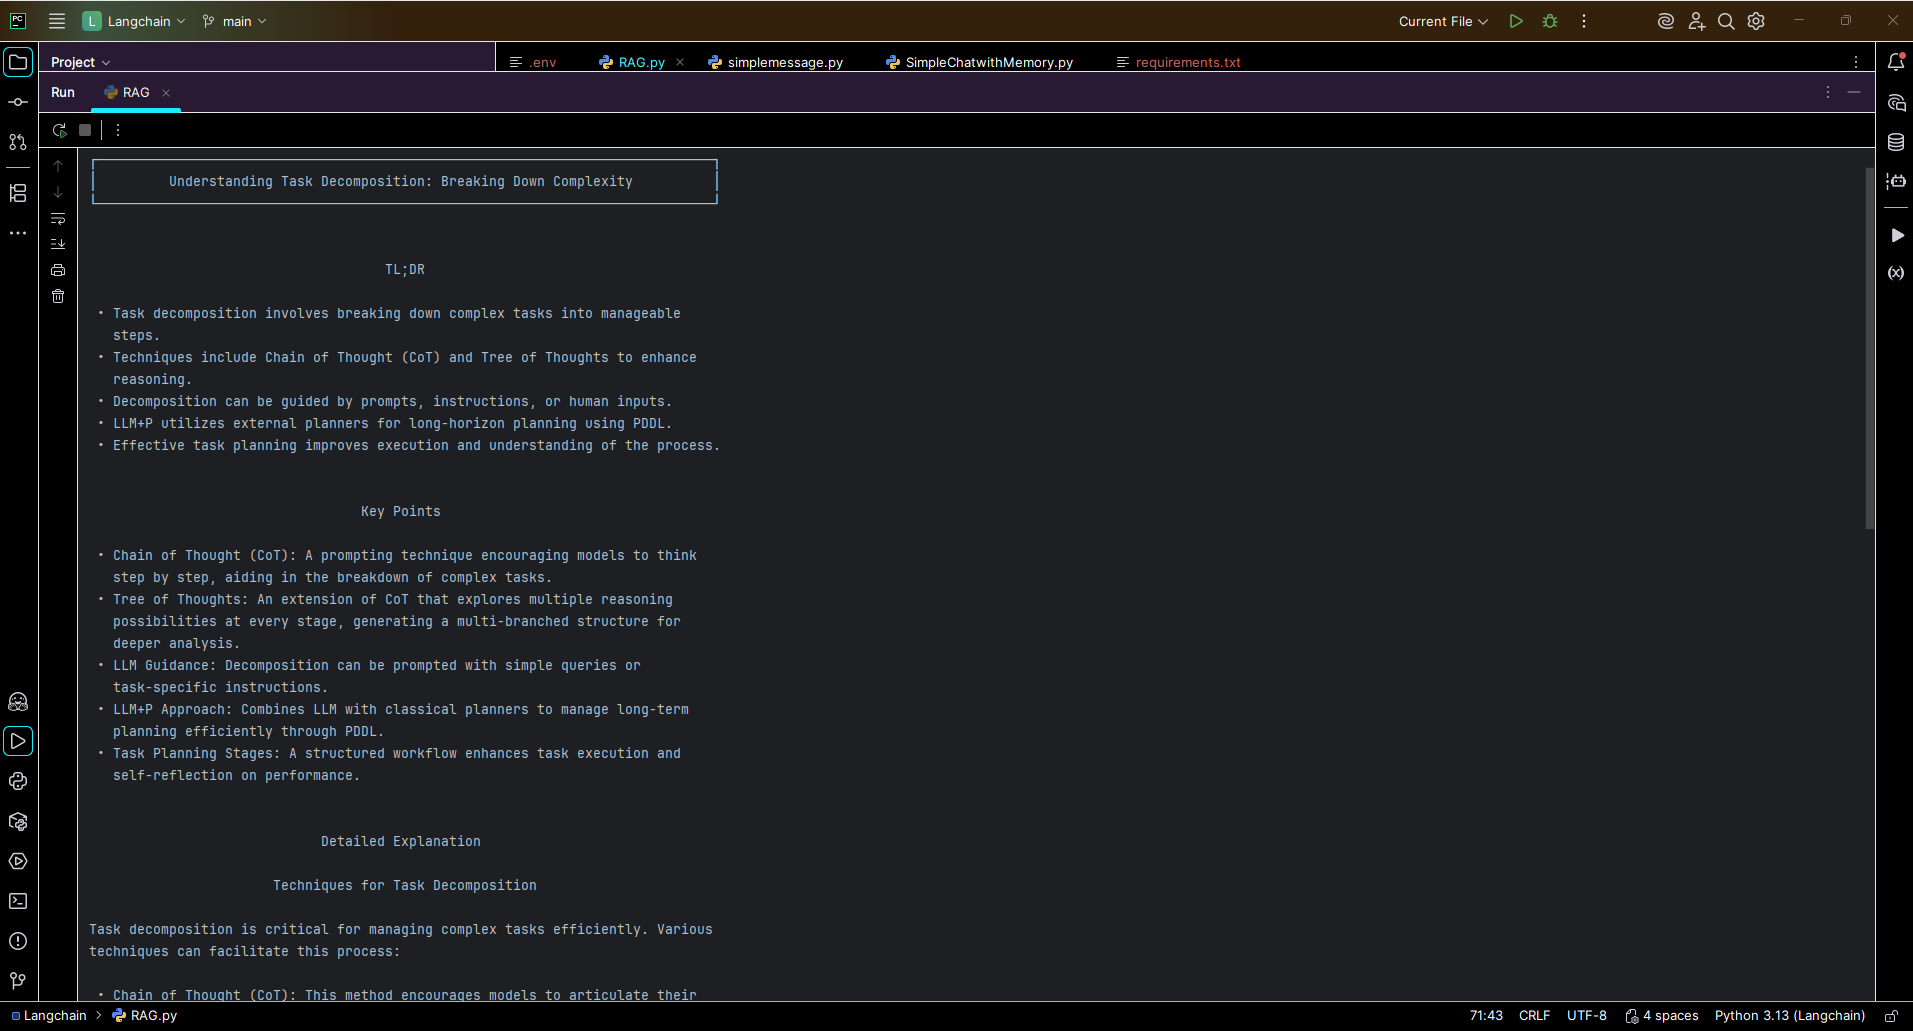 PC
L Langchain main Current File
Project .env RAG.py simplemessage.py SimpleChatwithMemory.py requirements.txt
Run RAG
Understanding Task Decomposition: Breaking Down Complexity
TL;DR
• Task decomposition involves breaking down complex tasks into manageable
steps.
• Techniques include Chain of Thought (CoT) and Tree of Thoughts to enhance
reasoning.
• Decomposition can be guided by prompts, instructions, or human inputs.
• LLM+P utilizes external planners for long-horizon planning using PDDL.
• Effective task planning improves execution and understanding of the process.
Key Points
• Chain of Thought (CoT): A prompting technique encouraging models to think
step by step, aiding in the breakdown of complex tasks.
• Tree of Thoughts: An extension of CoT that explores multiple reasoning
possibilities at every stage, generating a multi-branched structure for
deeper analysis.
• LLM Guidance: Decomposition can be prompted with simple queries or
task-specific instructions.
• LLM+P Approach: Combines LLM with classical planners to manage long-term
planning efficiently through PDDL.
• Task Planning Stages: A structured workflow enhances task execution and
self-reflection on performance.
Detailed Explanation
Techniques for Task Decomposition
Task decomposition is critical for managing complex tasks efficiently. Various
techniques can facilitate this process:
• Chain of Thought (CoT): This method encourages models to articulate their
Langchain > RAG.py 71:43 CRLF UTF-8 4 spaces Python 3.13 (Langchain)